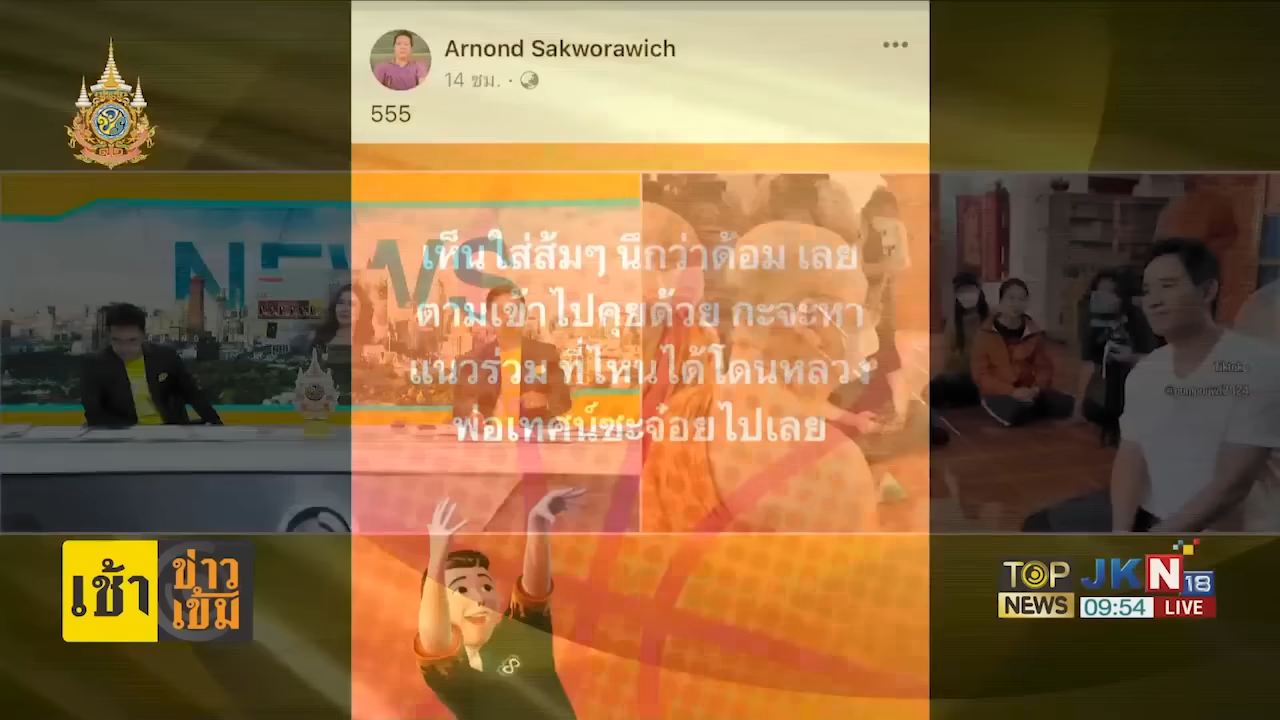 Arnond Sakworawich
14 ชม. ·
555
NEWS
เห็นใส่ส้มๆ นึกว่าด้อม เลย
ตามเข้าไปคุยด้วย กะจะหา
แนวร่วม ที่ไหนได้โดนหลวง
พ่อเทศน์ซะจ๋อยไปเลย
TikTok
เช้า
ข่าว
เข้ม
TOP
NEWS
JKN18
09:54 LIVE